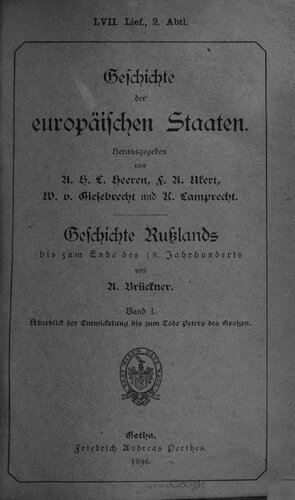 LVII. Lief., 2. Abtl.
Geschichte
der
europäischen Staaten.
Herausgegeben
von
A. H. L. Heeren, F. A. Ukert,
W. v. Giesebrecht und K. Lamprecht.
Geschichte Rußlands
bis zum Ende des 18. Jahrhunderts
von
A. Brückner.
Band I.
Überblick der Entwickelung bis zum Tode Peters des Großen.
Gotha.
Friedrich Andreas Perthes.
1896.
Google